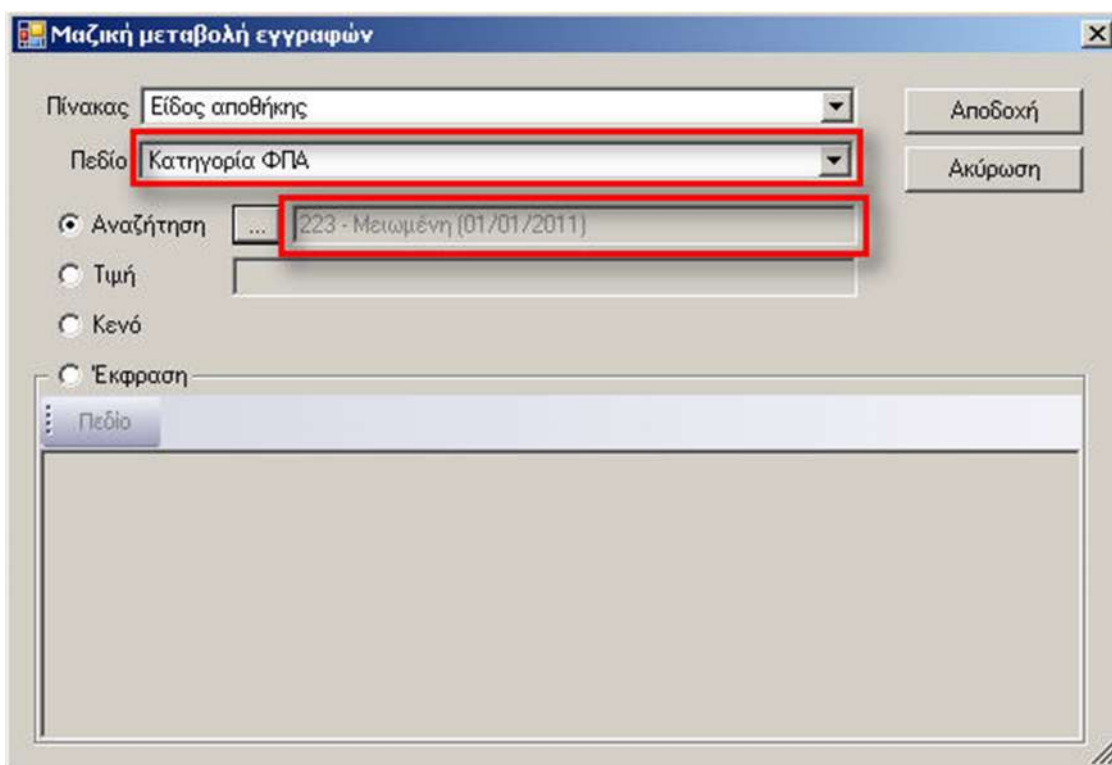 Μαζική μεταβολή εγγραφών
Πίνακας Είδος αποθήκης Αποδοχή
Πεδίο Κατηγορία ΦΠΑ Ακύρωση
Αναζήτηση ... 223 - Μειωμένη (01/01/2011)
Τιμή
Κενό
Έκφραση
Πεδίο